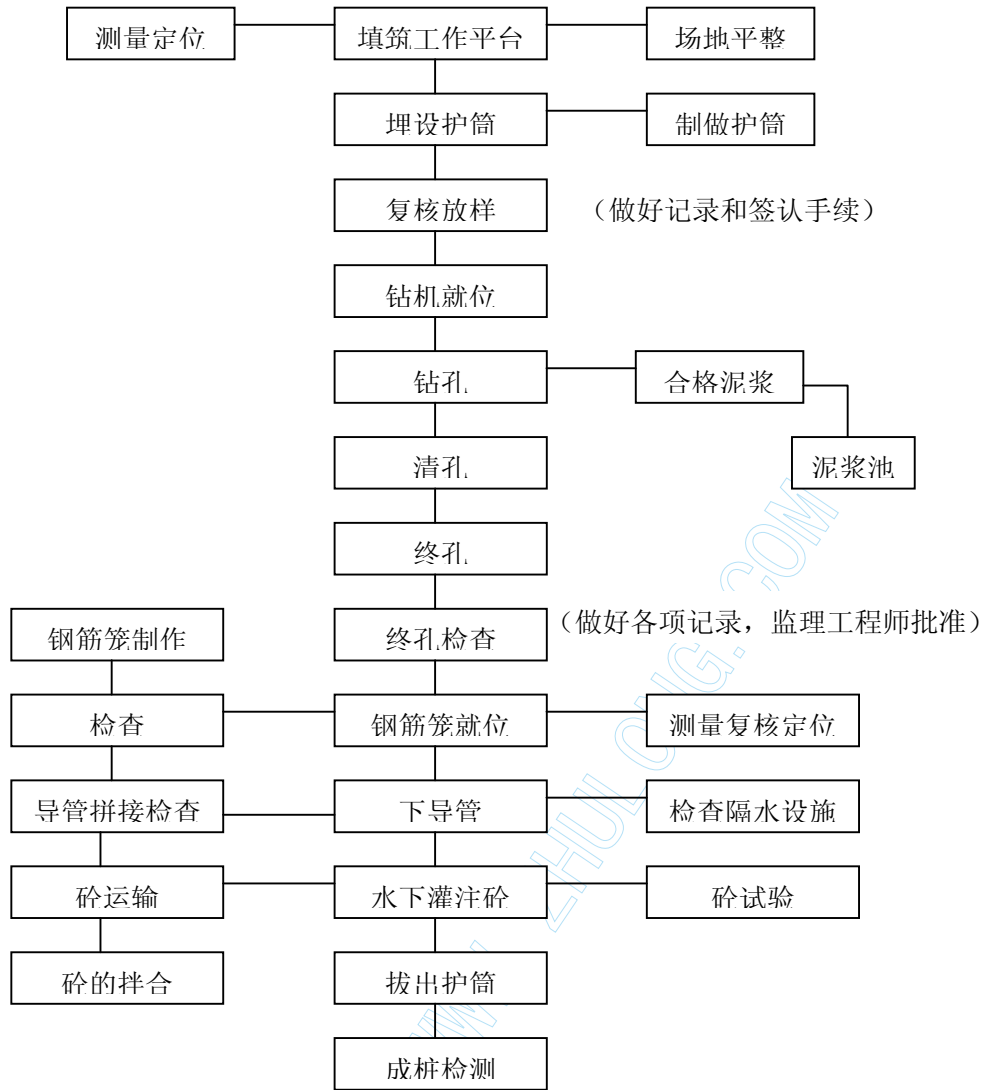 测量定位 填筑工作平台 场地平整
埋设护筒 制做护筒
复核放样 （做好记录和签认手续）
钻机就位
钻孔 合格泥浆
清孔 泥浆池
终孔
钢筋笼制作 终孔检查 （做好各项记录，监理工程师批准）
检查 钢筋笼就位 测量复核定位
导管拼接检查 下导管 检查隔水设施
砼运输 水下灌注砼 砼试验
砼的拌合 拔出护筒
成桩检测
WWW.ZHULONG.COM